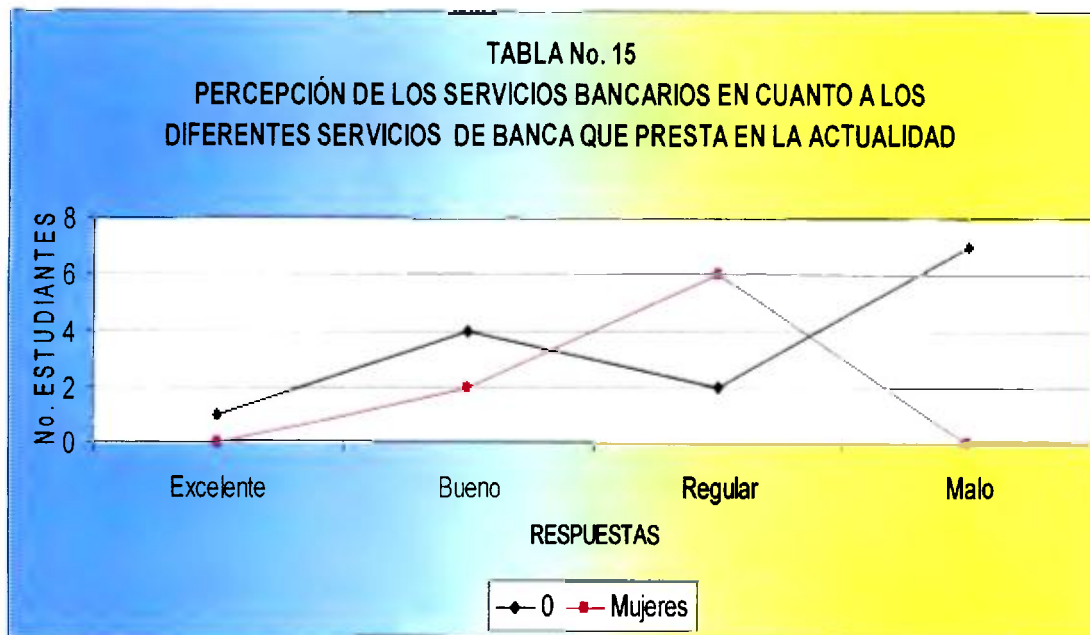 TABLA No. 15
PERCEPCIÓN DE LOS SERVICIOS BANCARIOS EN CUANTO A LOS
DIFERENTES SERVICIOS DE BANCA QUE PRESTA EN LA ACTUALIDAD
No. ESTUDIANTES
8
6
4
2
0
Excelente Bueno Regular Malo
RESPUESTAS
0 Mujeres